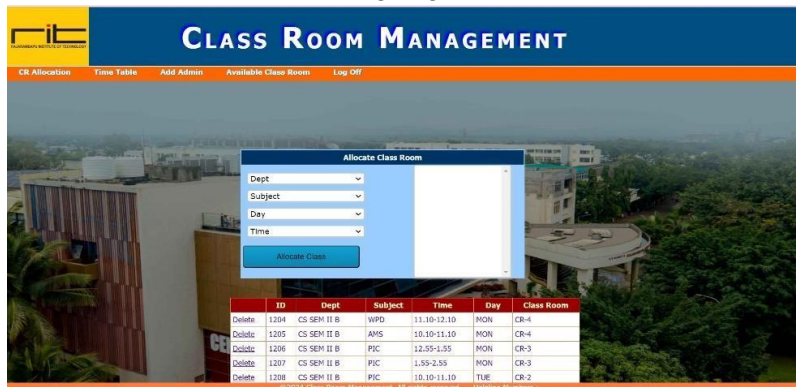 rit
CLASS ROOM MANAGEMENT
CR Allocation Time Table Add Admin Available Class Room Log Off
Allocate Class Room
Dept
Subject
Day
Time
Allocate Class
ID Dept Subject Time Day Class Room
Delete 1204 CS SEM II B WPD 11.10-12.10 MON CR-4
Delete 1205 CS SEM II B AMS 10.10-11.10 MON CR-4
Delete 1206 CS SEM II B PIC 12.55-1.55 MON CR-3
Delete 1207 CS SEM II B PIC 1.55-2.55 MON CR-3
Delete 1208 CS SEM II B PIC 10.10-11.10 TUE CR-2